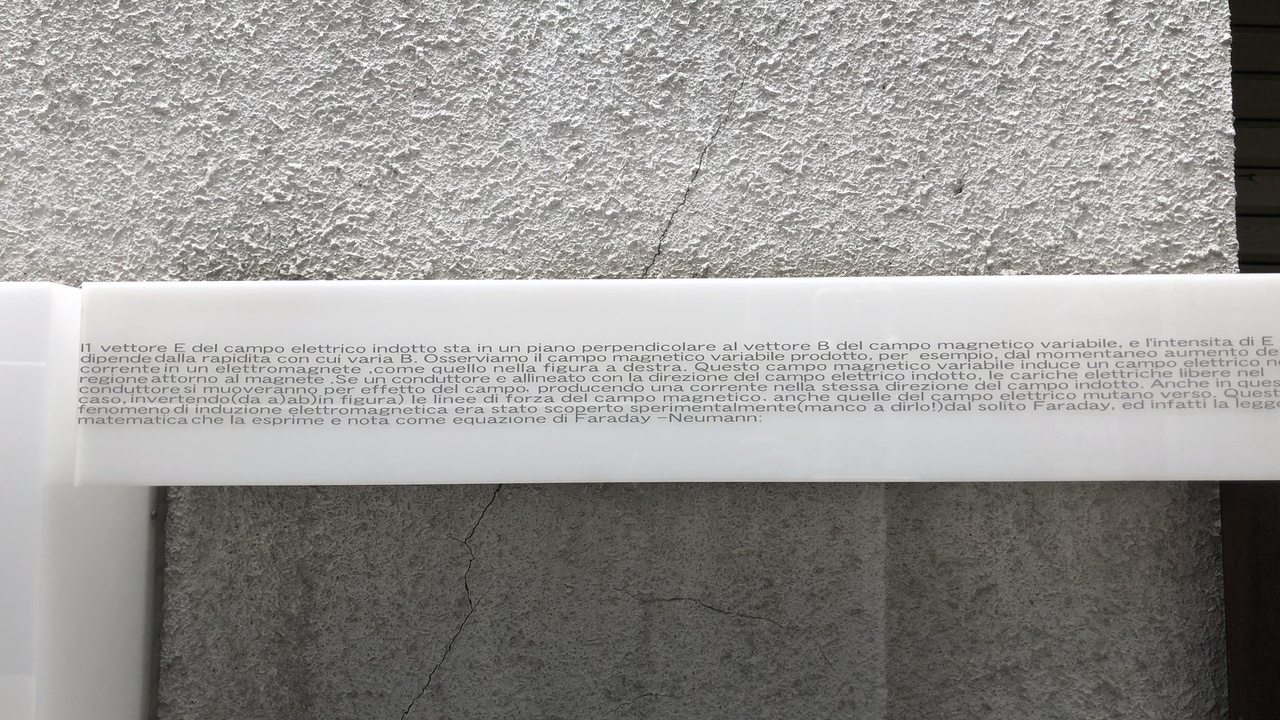 I1 vettore E del campo elettrico indotto sta in un piano perpendicolare al vettore B del campo magnetico variabile, e l'intensita di E
dipende dalla rapidita con cui varia B. Osserviamo il campo magnetico variabile prodotto, per esempio, dal momentaneo aumento de
corrente in un elettromagnete ,come quello nella figura a destra. Questo campo magnetico variabile induce un campo elettrico
regione attorno al magnete .Se un conduttore e allineato con la direzione del campo elettrico indotto, le cariche elettriche libere nel
conduttore si muoveranno per effetto del campo, producendo una corrente nella stessa direzione del campo indotto. Anche in ques
caso, invertendo(da a)ab)in figura) le linee di forza del campo magnetico. anche quelle del campo elettrico mutano verso. Quest
fenomeno di induzione elettromagnetica era stato scoperto sperimentalmente(manco a dirlo!)dal solito Faraday, ed infatti la legge
matematica che la esprime e nota come equazione di Faraday –Neumann: